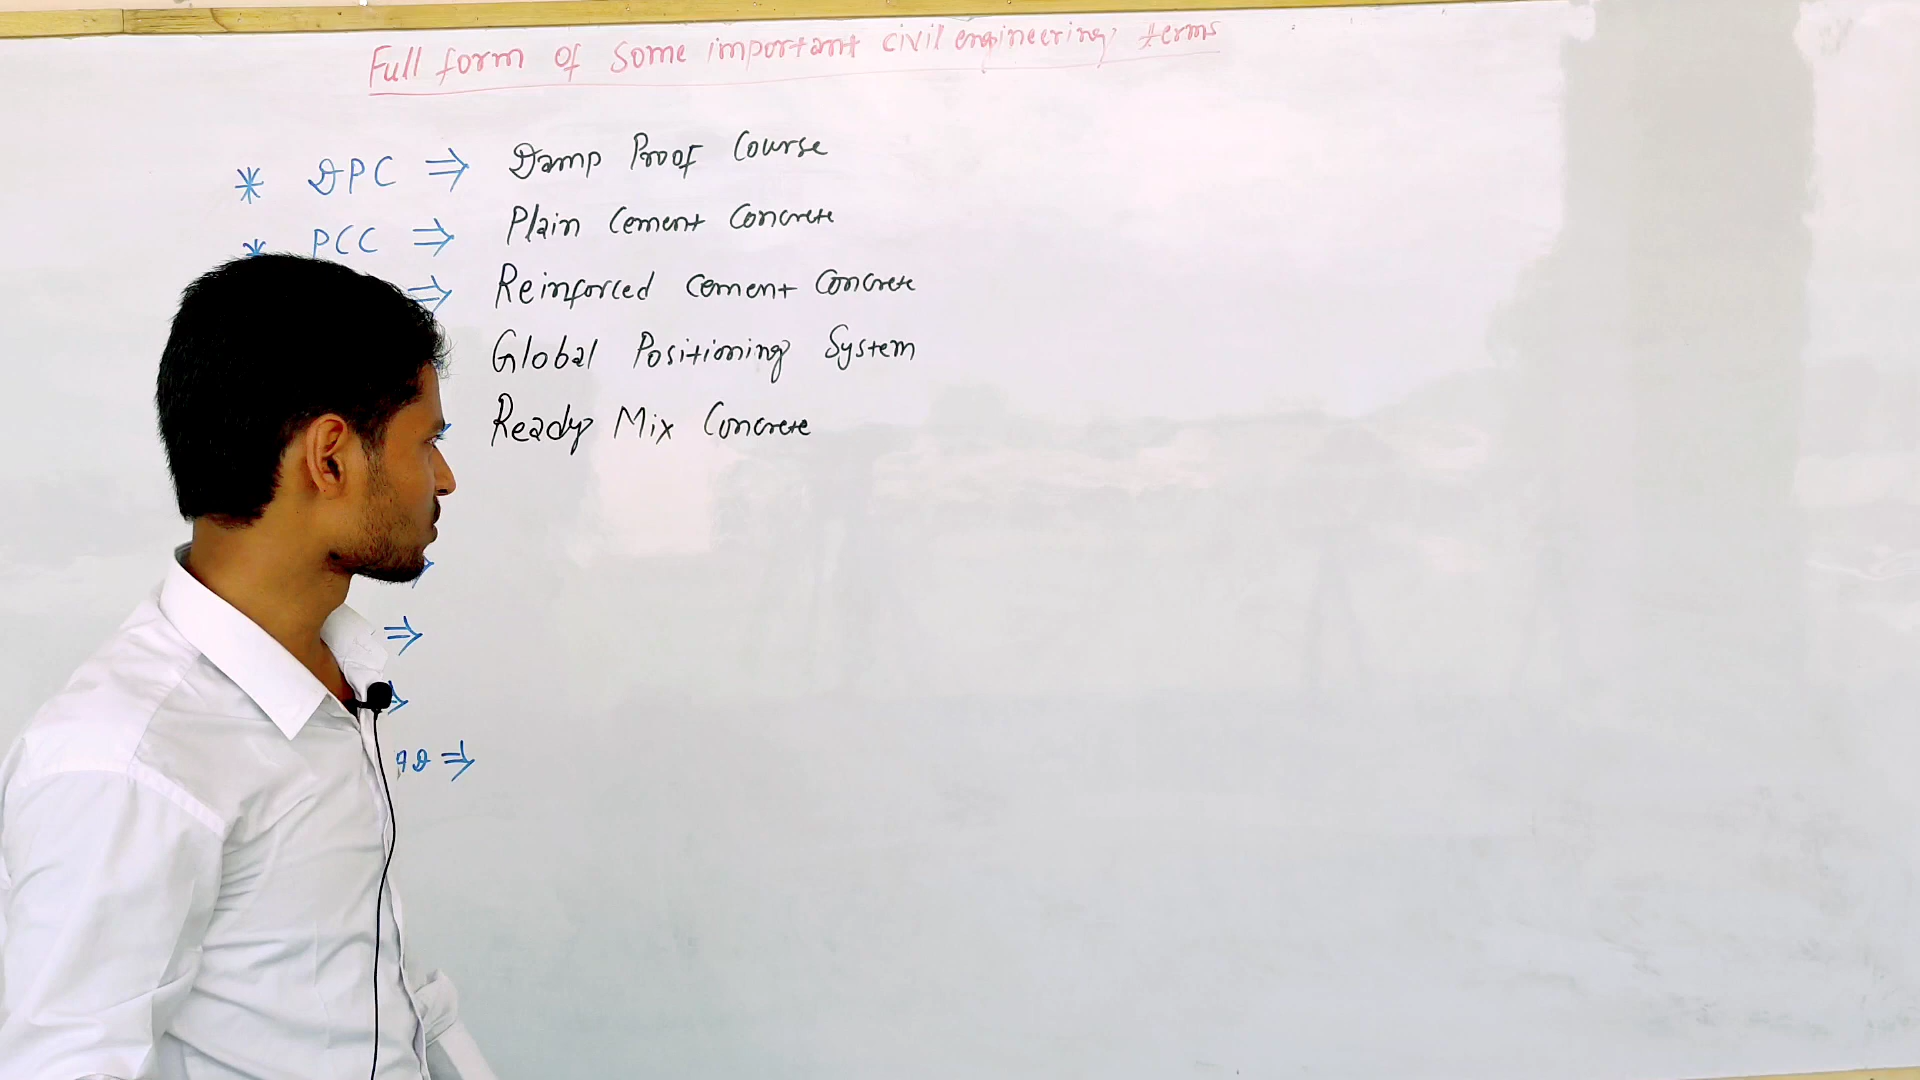 Full form of some important civil engineering terms
* DPC ⇒ Damp Proof Course
* PCC ⇒ Plain Cement Concrete
⇒ Reinforced Cement Concrete
Global Positioning System
Ready Mix Concrete
⇒
⇒
⇒